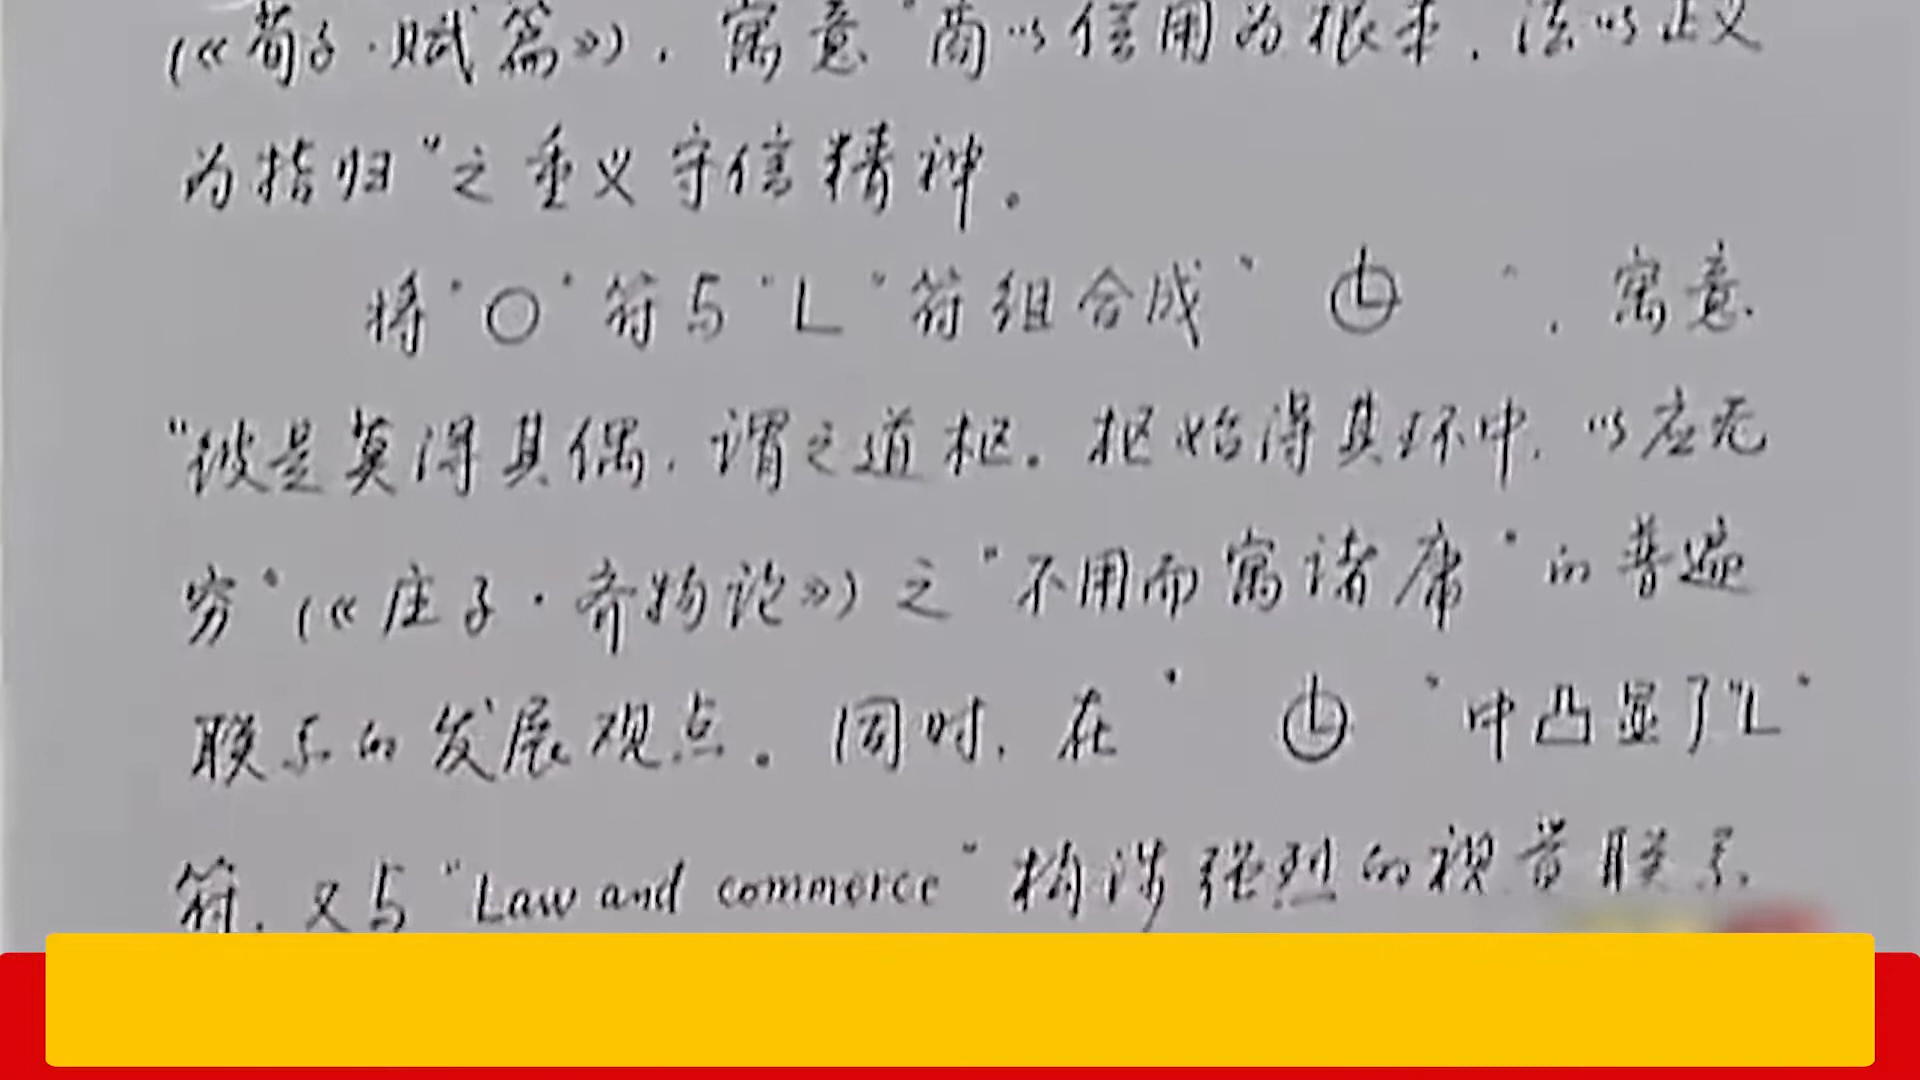 (《荀子·赋篇》)，寓意"商以信用为根本，法以正义
为指归"之重义守信精神。
将"○"符与"L"符组合成" "，寓意
"彼是莫得其偶，谓之道枢。枢始得其环中，以应无
穷"(《庄子·齐物论》)之"不用而寓诸庸"的普遍
联系的发展观点。同时，在" "中凸显了"L"
符，又与"Law and commerce"构涉强烈的视觉联系